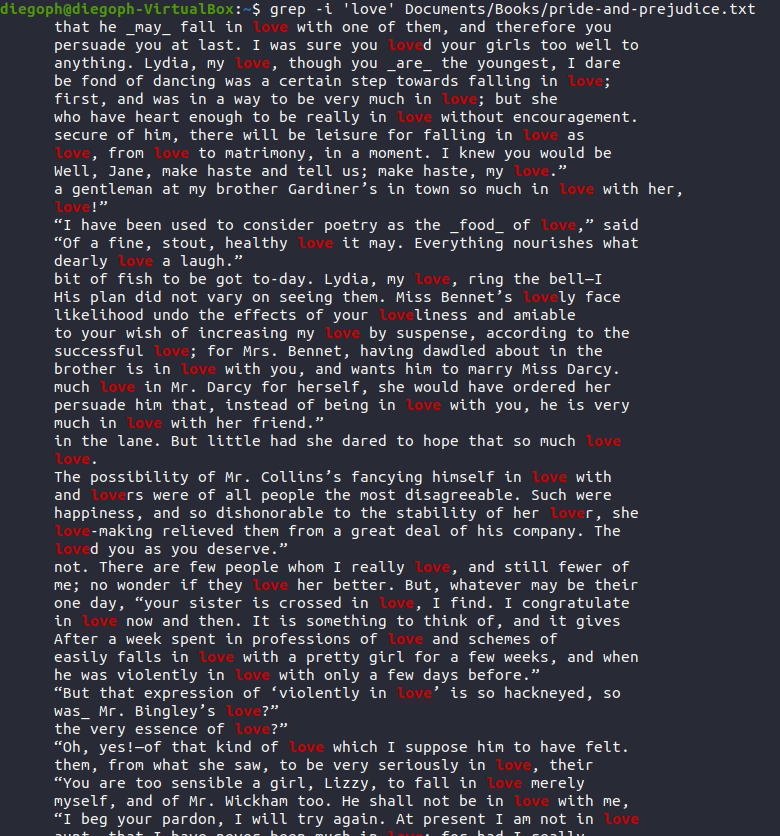 diegoph@diegoph-VirtualBox:~$ grep -i 'love' Documents/Books/pride-and-prejudice.txt
that he _may_ fall in love with one of them, and therefore you
persuade you at last. I was sure you loved your girls too well to
anything. Lydia, my love, though you _are_ the youngest, I dare
be fond of dancing was a certain step towards falling in love;
first, and was in a way to be very much in love; but she
who have heart enough to be really in love without encouragement.
secure of him, there will be leisure for falling in love as
love, from love to matrimony, in a moment. I knew you would be
Well, Jane, make haste and tell us; make haste, my love.”
a gentleman at my brother Gardiner’s in town so much in love with her,
love!”
“I have been used to consider poetry as the _food_ of love,” said
“Of a fine, stout, healthy love it may. Everything nourishes what
dearly love a laugh.”
bit of fish to be got to-day. Lydia, my love, ring the bell—I
His plan did not vary on seeing them. Miss Bennet’s lovely face
likelihood undo the effects of your loveliness and amiable
to your wish of increasing my love by suspense, according to the
successful love; for Mrs. Bennet, having dawdled about in the
brother is in love with you, and wants him to marry Miss Darcy.
much love in Mr. Darcy for herself, she would have ordered her
persuade him that, instead of being in love with you, he is very
much in love with her friend.”
in the lane. But little had she dared to hope that so much love
love.
The possibility of Mr. Collins’s fancying himself in love with
and lovers were of all people the most disagreeable. Such were
happiness, and so dishonorable to the stability of her lover, she
love-making relieved them from a great deal of his company. The
loved you as you deserve.”
not. There are few people whom I really love, and still fewer of
me; no wonder if they love her better. But, whatever may be their
one day, “your sister is crossed in love, I find. I congratulate
in love now and then. It is something to think of, and it gives
After a week spent in professions of love and schemes of
easily falls in love with a pretty girl for a few weeks, and when
he was violently in love with only a few days before.”
“But that expression of ‘violently in love’ is so hackneyed, so
was_ Mr. Bingley’s love?”
the very essence of love?”
“Oh, yes!—of that kind of love which I suppose him to have felt.
them, from what she saw, to be very seriously in love, their
“You are too sensible a girl, Lizzy, to fall in love merely
myself, and of Mr. Wickham too. He shall not be in love with me,
“I beg your pardon, I will try again. At present I am not in love
aunt, that I have never been much in love; for had I really